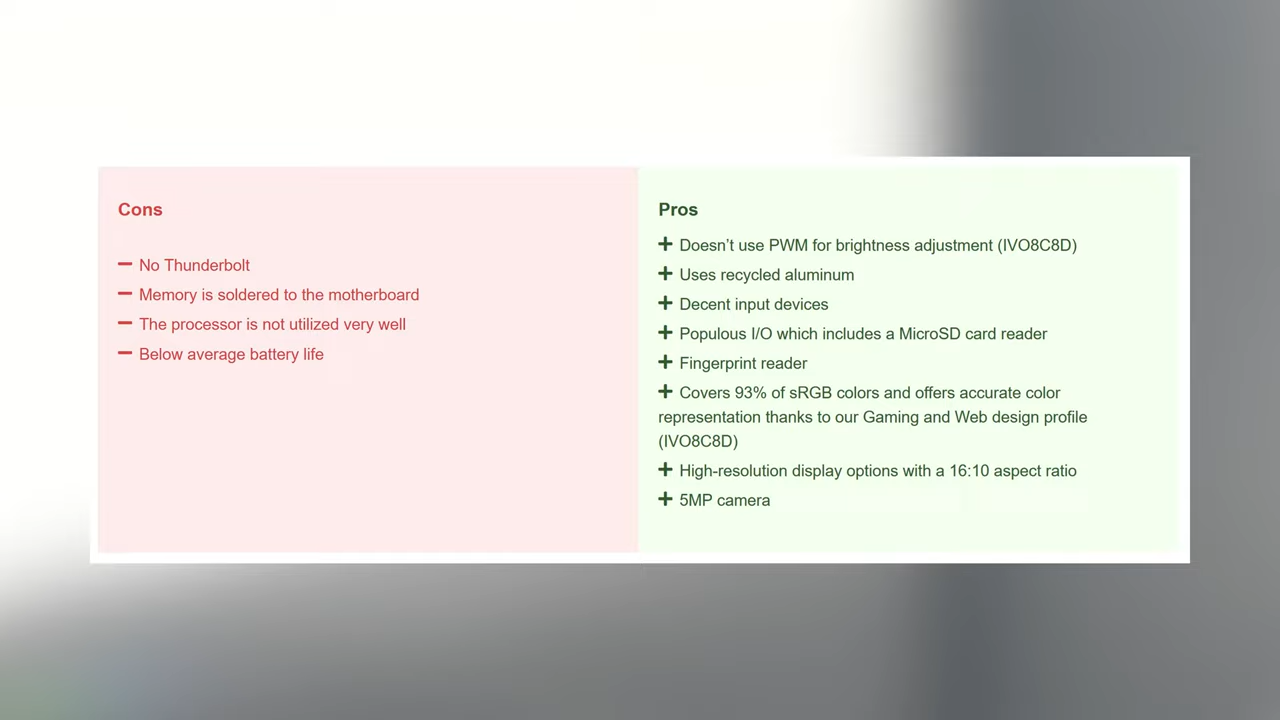 Cons
No Thunderbolt
Memory is soldered to the motherboard
The processor is not utilized very well
Below average battery life
Pros
Doesn’t use PWM for brightness adjustment (IVO8C8D)
Uses recycled aluminum
Decent input devices
Populous I/O which includes a MicroSD card reader
Fingerprint reader
Covers 93% of sRGB colors and offers accurate color
representation thanks to our Gaming and Web design profile
(IVO8C8D)
High-resolution display options with a 16:10 aspect ratio
5MP camera